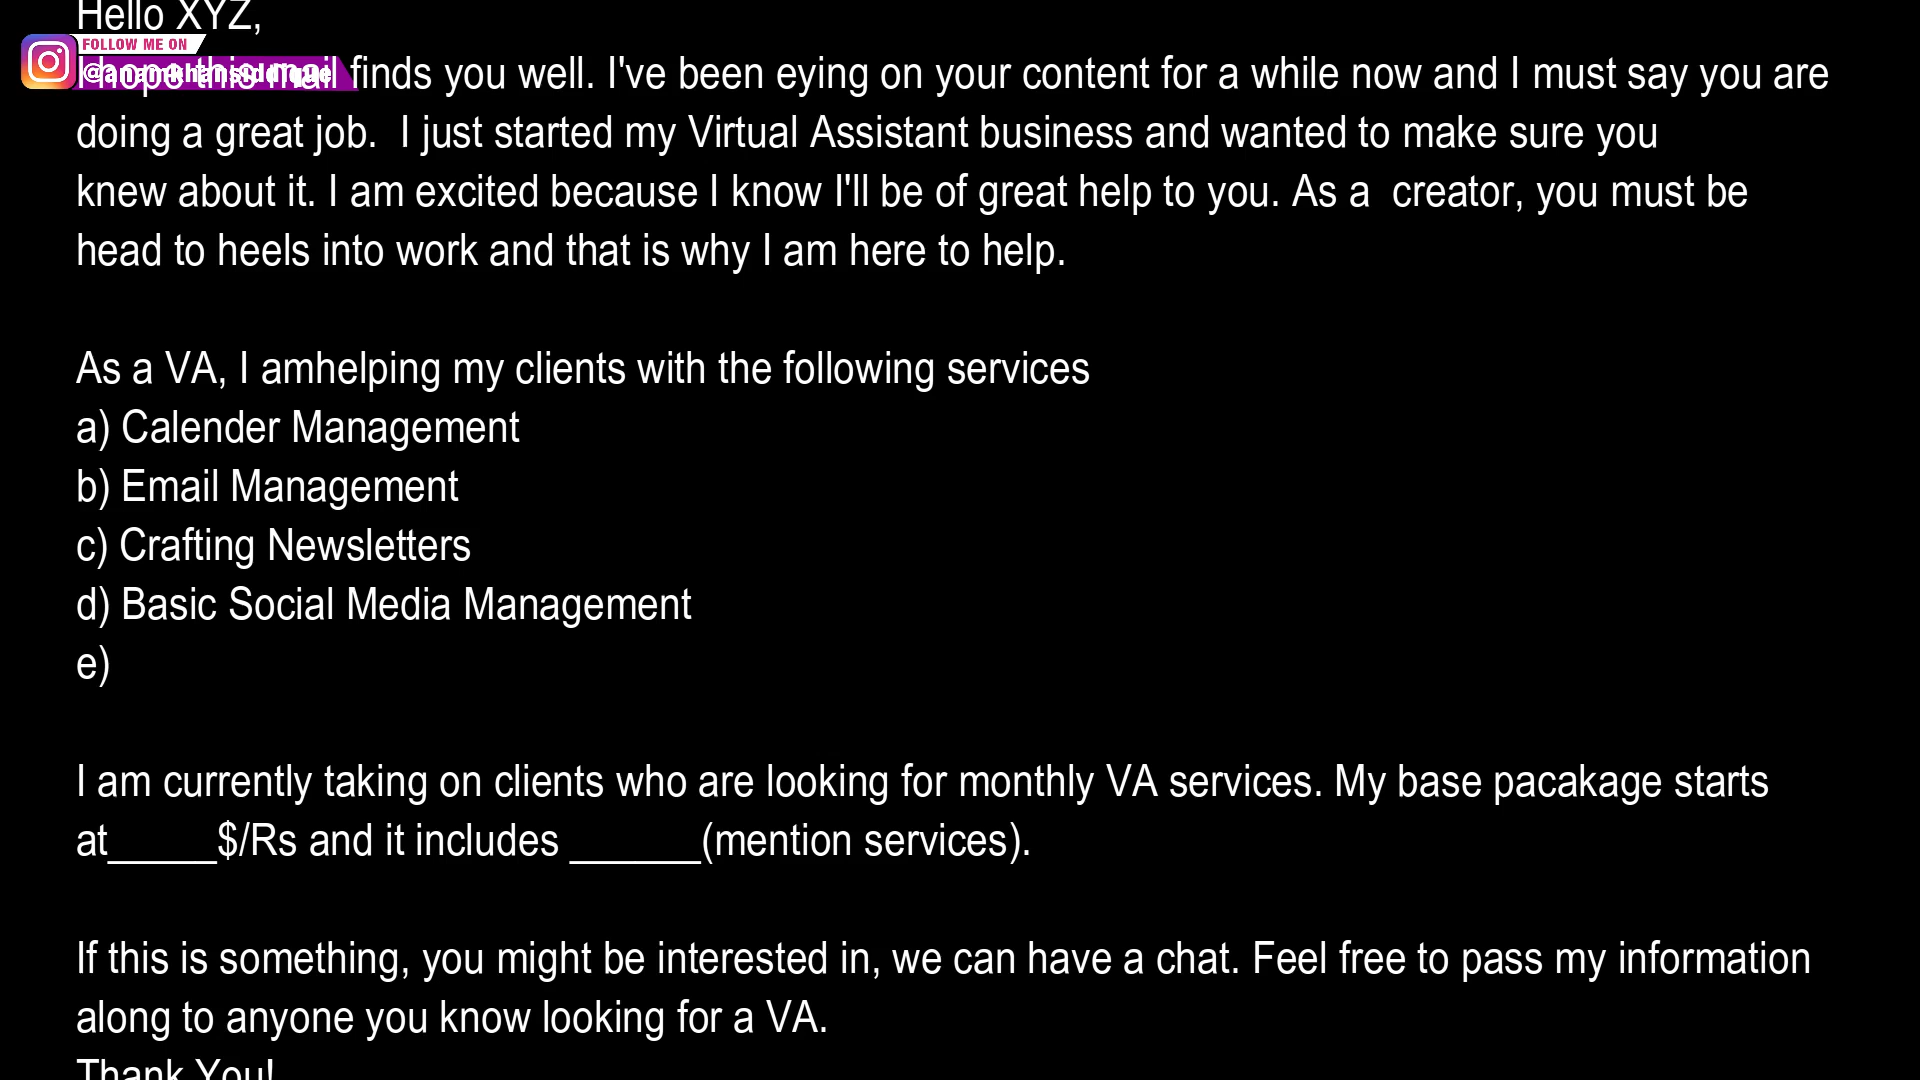 Hello XYZ,
FOLLOW ME ON
@anamkhansiddique
I hope this mail finds you well. I've been eying on your content for a while now and I must say you are
doing a great job.  I just started my Virtual Assistant business and wanted to make sure you
knew about it. I am excited because I know I'll be of great help to you. As a  creator, you must be
head to heels into work and that is why I am here to help.
As a VA, I amhelping my clients with the following services
a) Calender Management
b) Email Management
c) Crafting Newsletters
d) Basic Social Media Management
e)
I am currently taking on clients who are looking for monthly VA services. My base pacakage starts
at_____$/Rs and it includes ______(mention services).
If this is something, you might be interested in, we can have a chat. Feel free to pass my information
along to anyone you know looking for a VA.
Thank You!